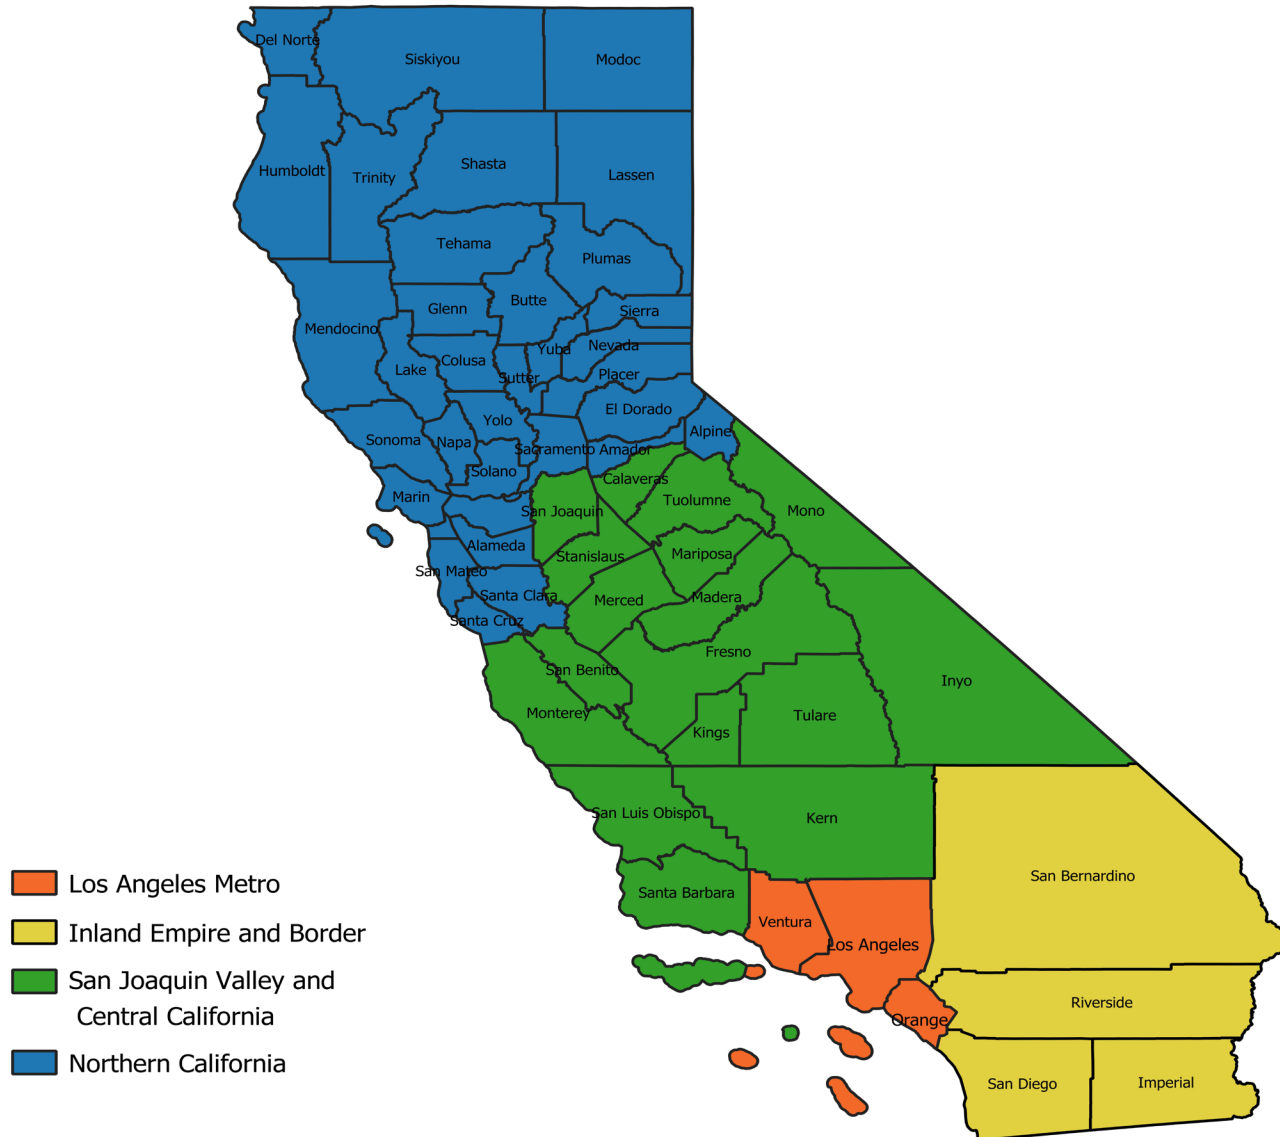 Del Norte
Siskiyou
Modoc
Humboldt
Trinity
Shasta
Lassen
Tehama
Plumas
Glenn
Butte
Sierra
Mendocino
Lake
Colusa
Sutter
Yuba
Nevada
Placer
El Dorado
Sonoma
Napa
Yolo
Solano
Sacramento
Amador
Alpine
Marin
Calaveras
Tuolumne
Mono
San Joaquin
Alameda
Stanislaus
Mariposa
San Mateo
Santa Clara
Merced
Madera
Santa Cruz
San Benito
Fresno
Inyo
Monterey
Kings
Tulare
San Luis Obispo
Kern
San Bernardino
Santa Barbara
Ventura
Los Angeles
Orange
Riverside
San Diego
Imperial
Los Angeles Metro
Inland Empire and Border
San Joaquin Valley and
Central California
Northern California